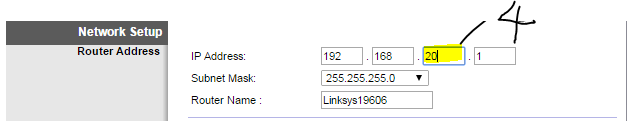 4
Network Setup
Router Address
IP Address: 192 . 168 . 20 . 1
Subnet Mask: 255.255.255.0
Router Name : Linksys19606